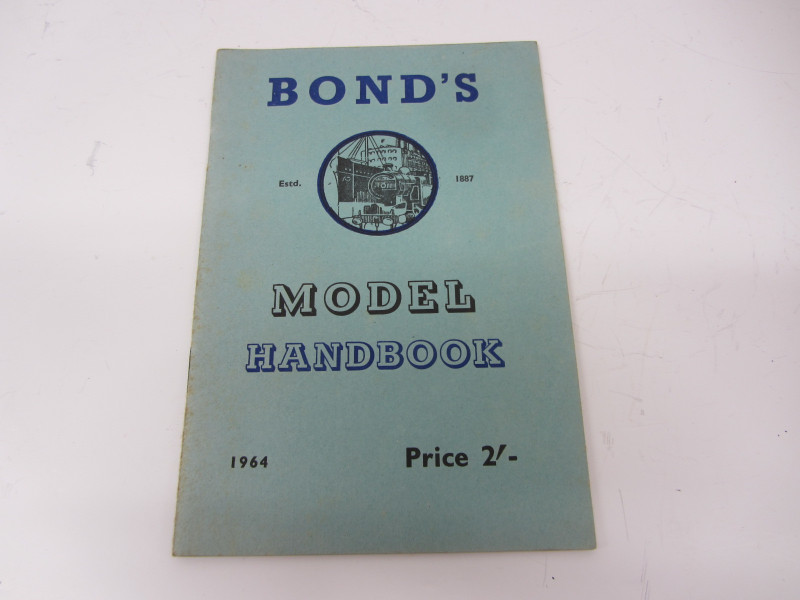 BOND'S
Estd. 1887
MODEL
HANDBOOK
1964 Price 2/-